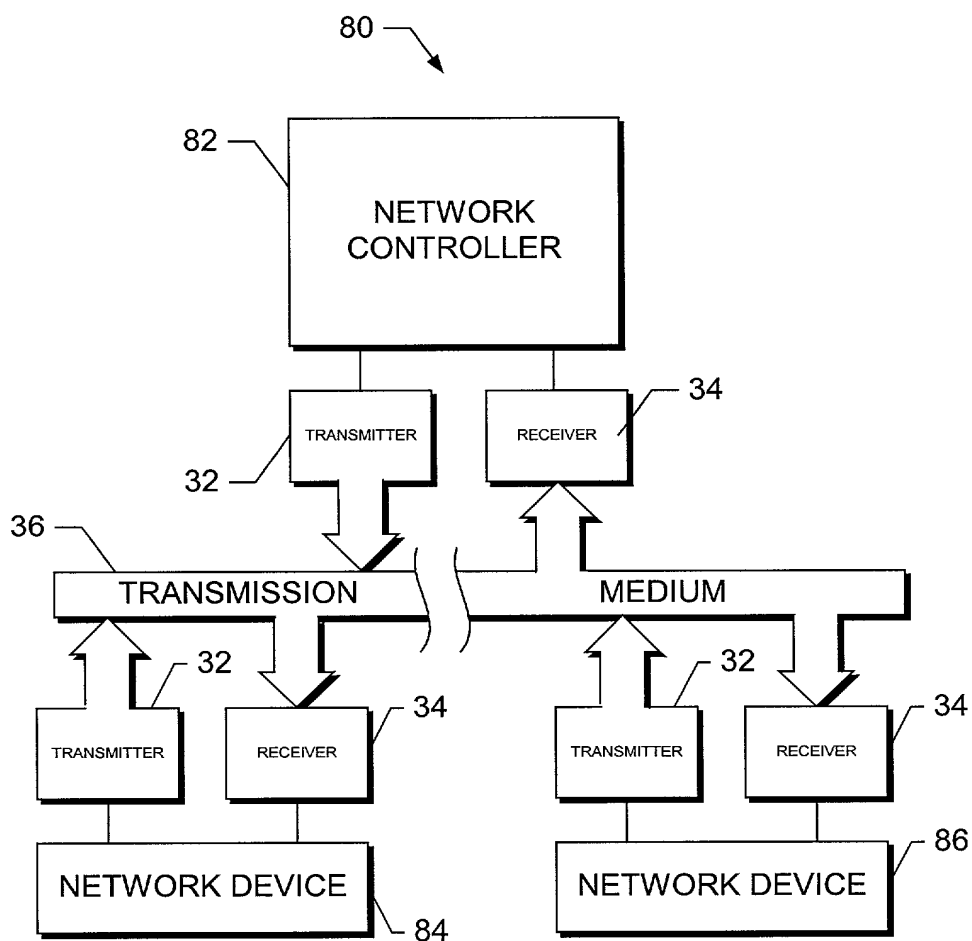 80
82
NETWORK
CONTROLLER
34
TRANSMITTER
RECEIVER
32
36
TRANSMISSION MEDIUM
32
34
32
34
TRANSMITTER
RECEIVER
TRANSMITTER
RECEIVER
86
NETWORK DEVICE
NETWORK DEVICE
84